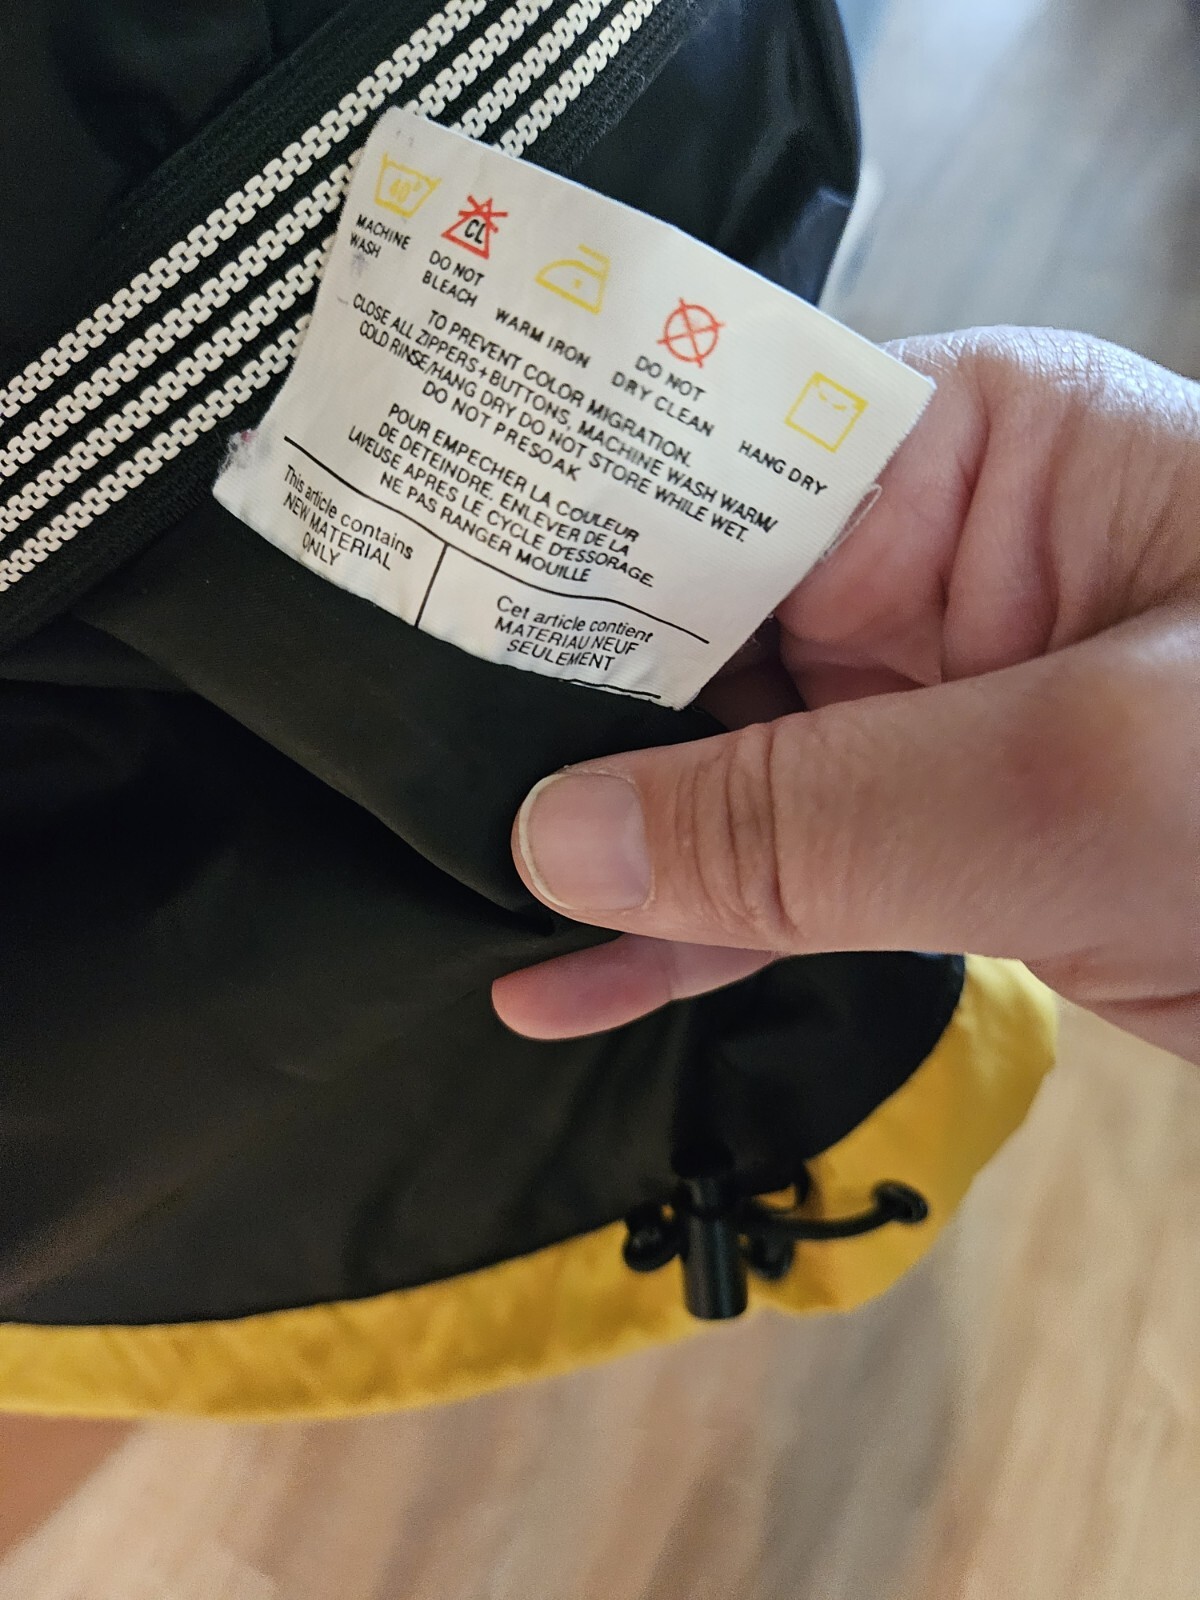 40°
MACHINE
WASH
CL
DO NOT
BLEACH
WARM IRON
DO NOT
DRY CLEAN
HANG DRY
TO PREVENT COLOR MIGRATION.
CLOSE ALL ZIPPERS+BUTTONS, MACHINE WASH WARM/
COLD RINSE/HANG DRY DO NOT STORE WHILE WET.
DO NOT PRESOAK
POUR EMPECHER LA COULEUR
DE DETEINDRE. ENLEVER DE LA
LAVEUSE APRES LE CYCLE D'ESSORAGE.
NE PAS RANGER MOUILLE
This article contains
NEW MATERIAL
ONLY
Cet article contient
MATERIAU NEUF
SEULEMENT